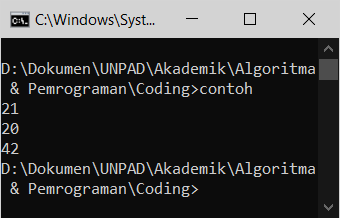 C:\Windows\Syst...
D:\Dokumen\UNPAD\Akademik\Algoritma
& Pemrograman\Coding>contoh
21
20
42
D:\Dokumen\UNPAD\Akademik\Algoritma
& Pemrograman\Coding>